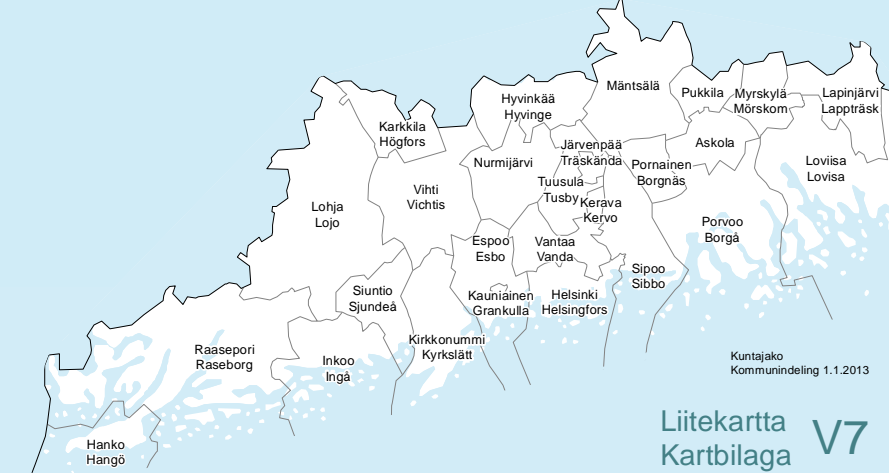 Mäntsälä
Pukkila
Myrskylä
Mörskom
Lapinjärvi
Lappträsk
Hyvinkää
Hyvinge
Karkkila
Högfors
Järvenpää
Träskända
Askola
Nurmijärvi
Pornainen
Borgnäs
Loviisa
Lovisa
Vihti
Vichtis
Tuusula
Tusby
Kerava
Kervo
Lohja
Lojo
Porvoo
Borgå
Espoo
Esbo
Vantaa
Vanda
Sipoo
Sibbo
Siuntio
Sjundeå
Kauniainen
Grankulla
Helsinki
Helsingfors
Kirkkonummi
Kyrkslätt
Raasepori
Raseborg
Inkoo
Ingå
Hanko
Hangö
Kuntajako
Kommunindeling 1.1.2013
Liitekartta
Kartbilaga
V7